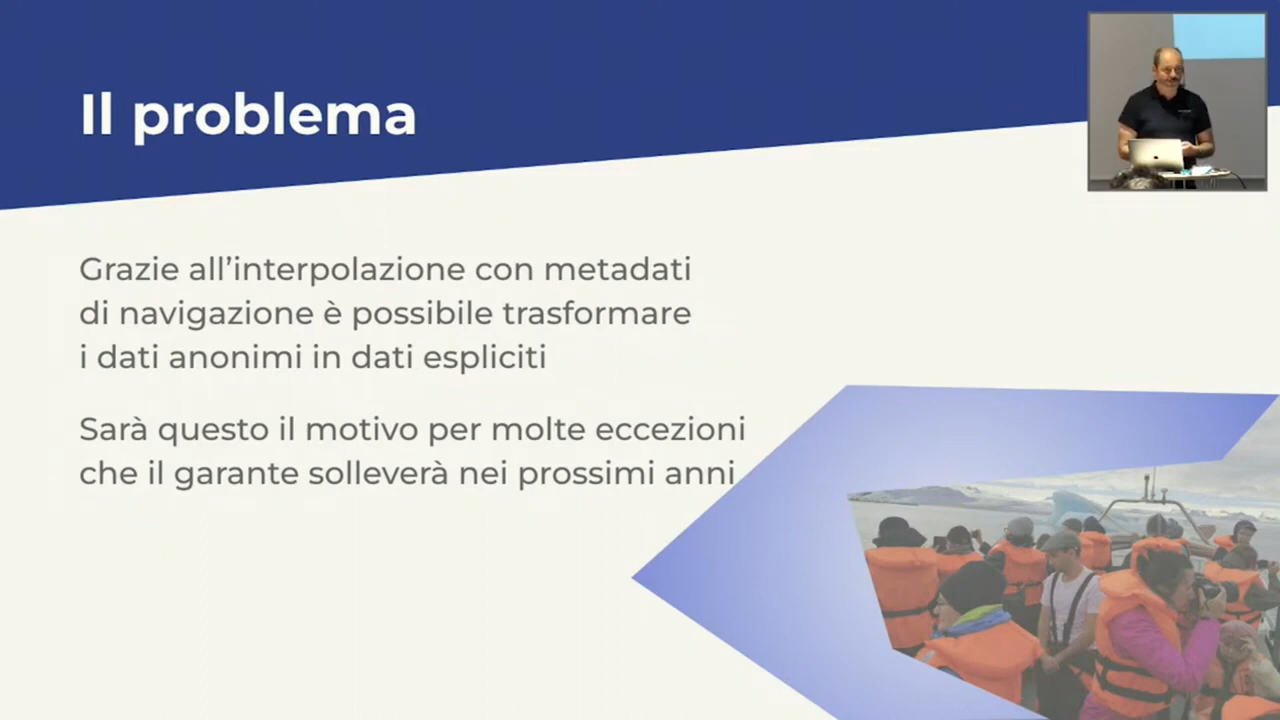 Il problema
Grazie all’interpolazione con metadati
di navigazione è possibile trasformare
i dati anonimi in dati espliciti
Sarà questo il motivo per molte eccezioni
che il garante solleverà nei prossimi anni